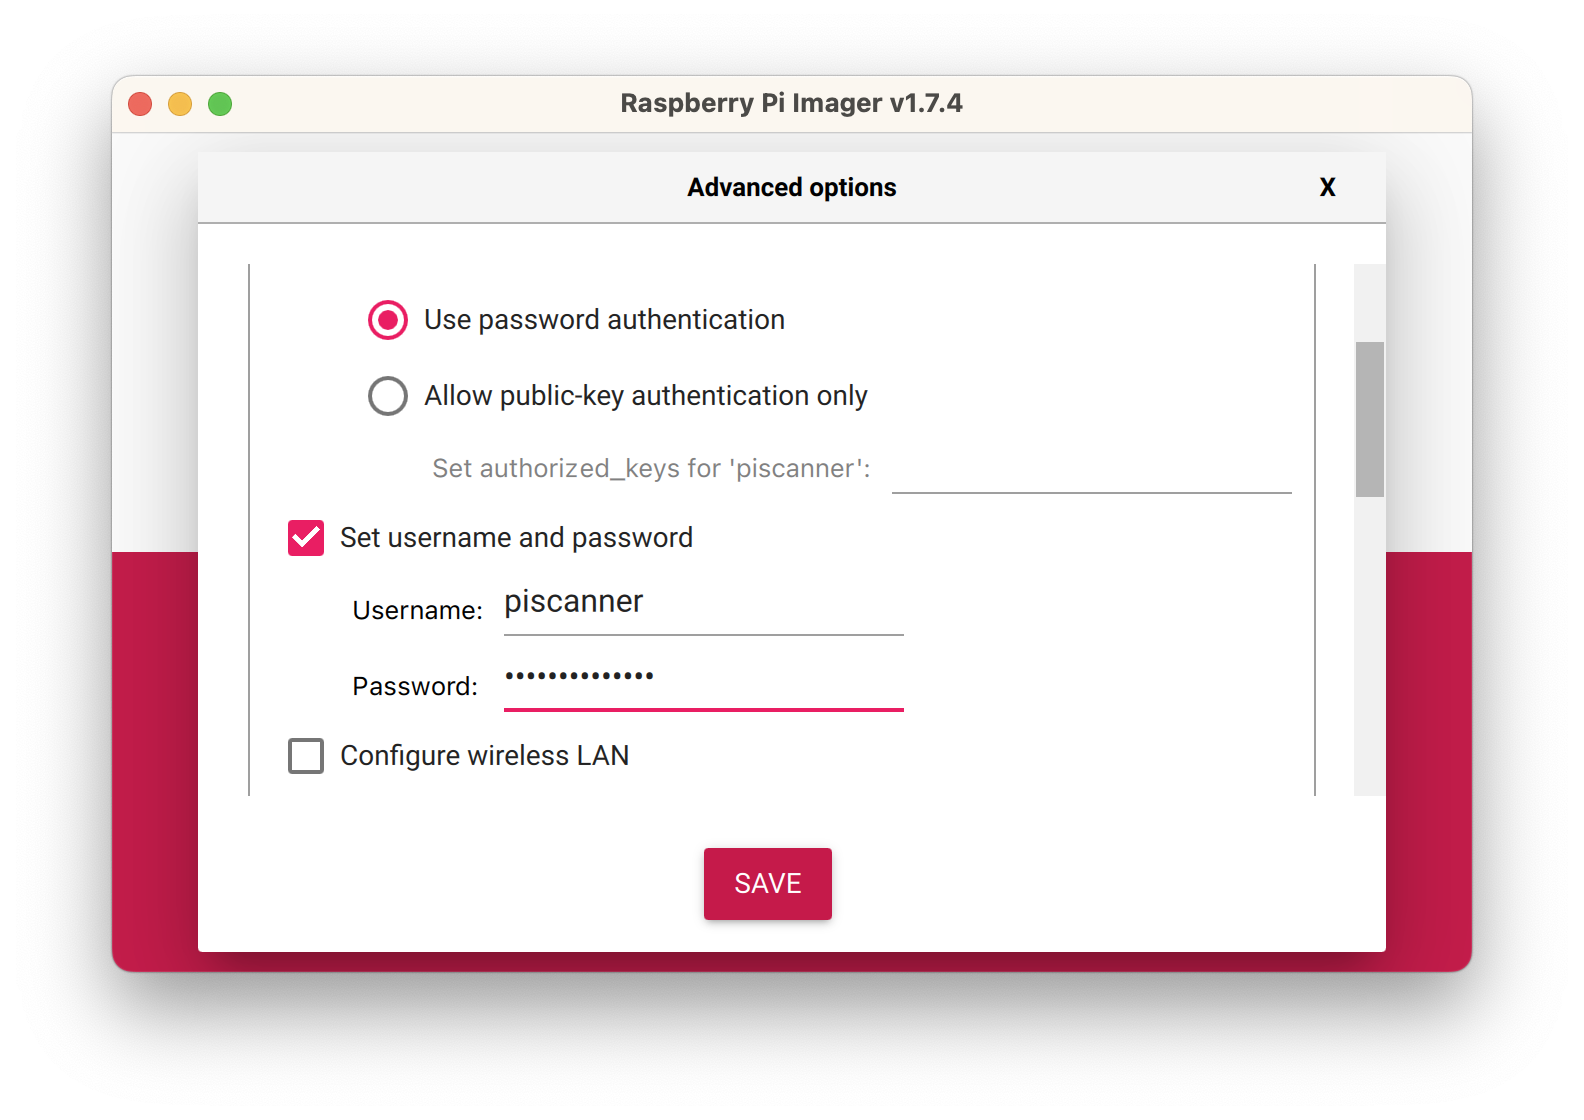 Raspberry Pi Imager v1.7.4
Advanced options X
Use password authentication
Allow public-key authentication only
Set authorized_keys for 'piscanner':
Set username and password
Username: piscanner
Password: ••••••••••••••
Configure wireless LAN
SAVE